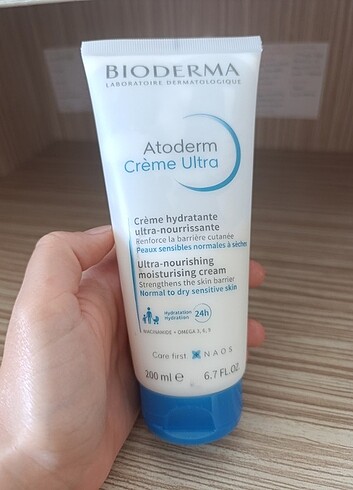 BIODERMA
LABORATOIRE DERMATOLOGIQUE
Atoderm
Crème Ultra
Crème hydratante
ultra-nourrissante
Renforce la barrière cutanée
Peaux sensibles normales à sèches
Ultra-nourishing
moisturising cream
Strengthens the skin barrier
Normal to dry sensitive skin
Hydratation
Hydration
24h
NIACINAMIDE + OMEGA 3, 6, 9
Care first NAOS
200 ml ℮ 6.7 FL.OZ.